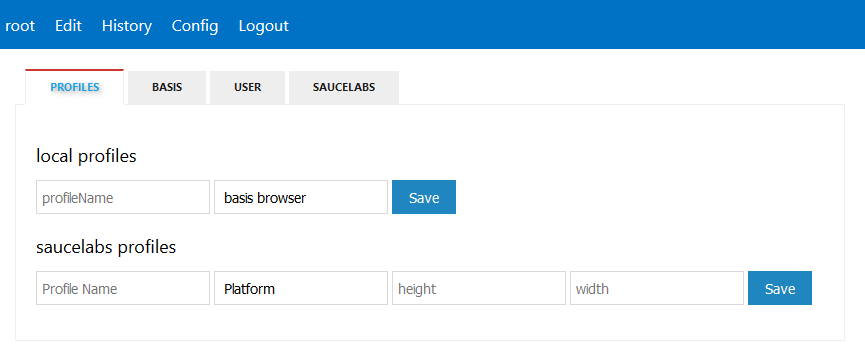 root Edit History Config Logout
PROFILES BASIS USER SAUCELABS
local profiles
profileName basis browser Save
saucelabs profiles
Profile Name Platform height width Save